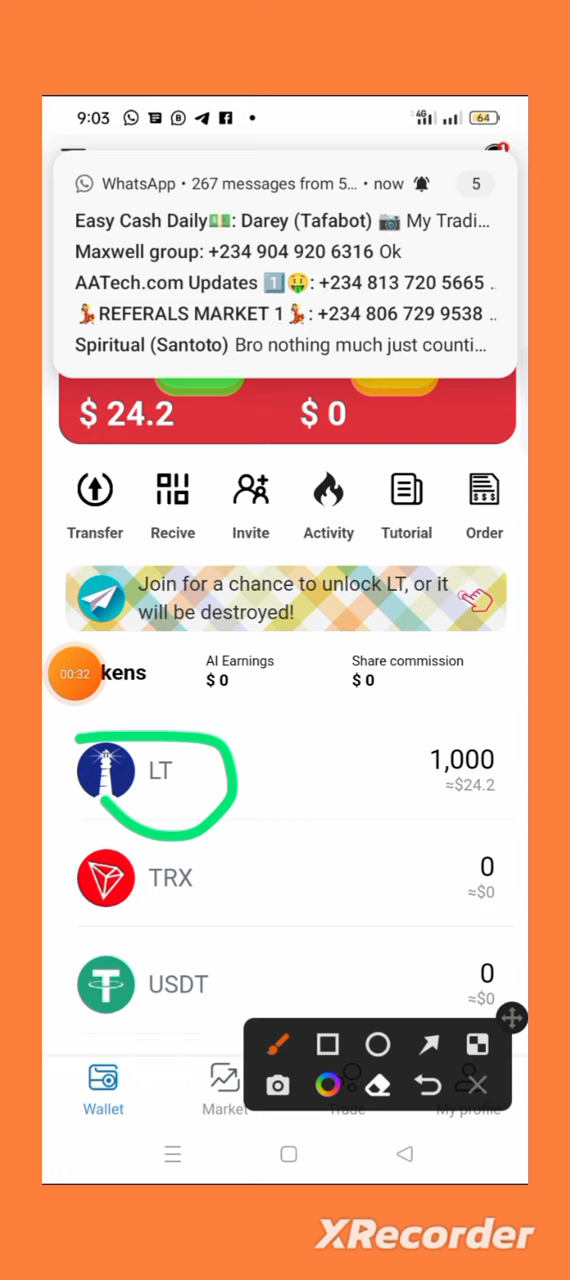 9:03 4G 64
WhatsApp • 267 messages from 5... • now 5
Easy Cash Daily💵: Darey (Tafabot) 📷 My Tradi...
Maxwell group: +234 904 920 6316 Ok
AATech.com Updates 1️⃣🤑: +234 813 720 5665 ..
💃REFERALS MARKET 1💃: +234 806 729 9538 ..
Spiritual (Santoto) Bro nothing much just counti...
$ 24.2 $ 0
Transfer Recive Invite Activity Tutorial Order
Join for a chance to unlock LT, or it
will be destroyed!
00:32 kens
AI Earnings Share commission
$ 0 $ 0
LT 1,000
≈$24.2
TRX 0
≈$0
USDT 0
≈$0
Wallet Market Trade My profile
XRecorder